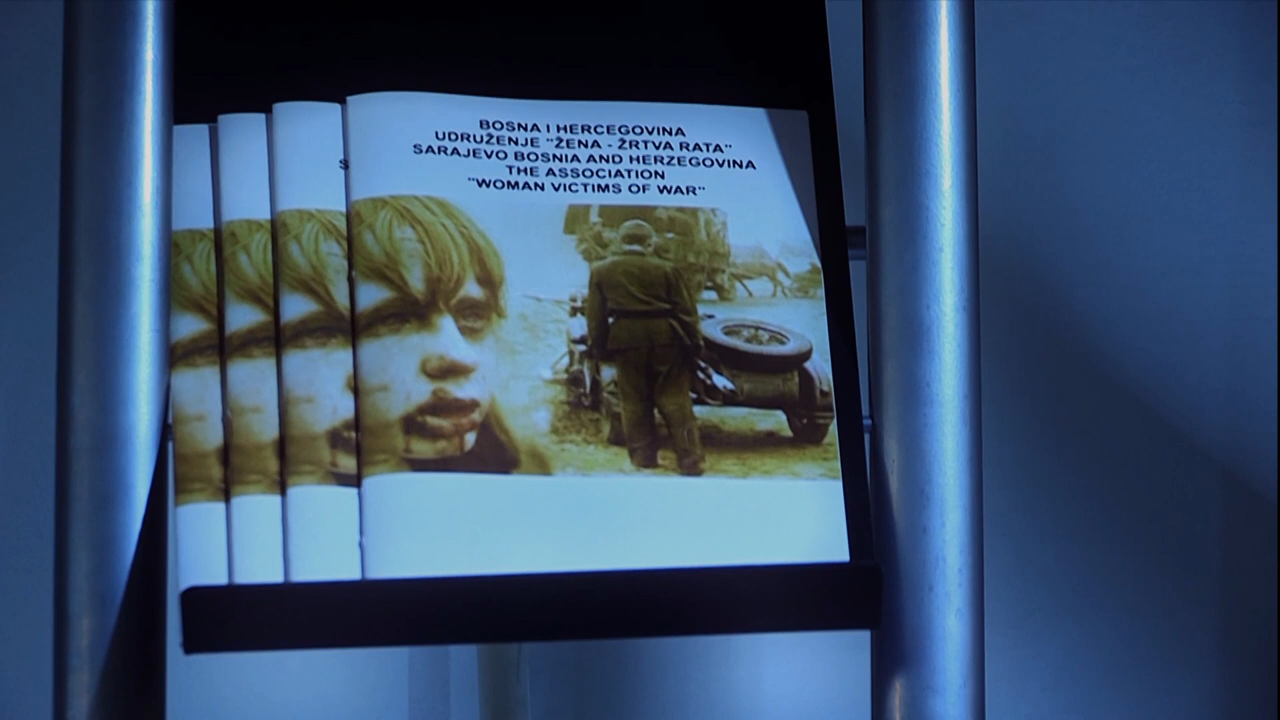 BOSNA I HERCEGOVINA
UDRUŽENJE "ŽENA - ŽRTVA RATA"
SARAJEVO BOSNIA AND HERZEGOVINA
THE ASSOCIATION
"WOMAN VICTIMS OF WAR"
S